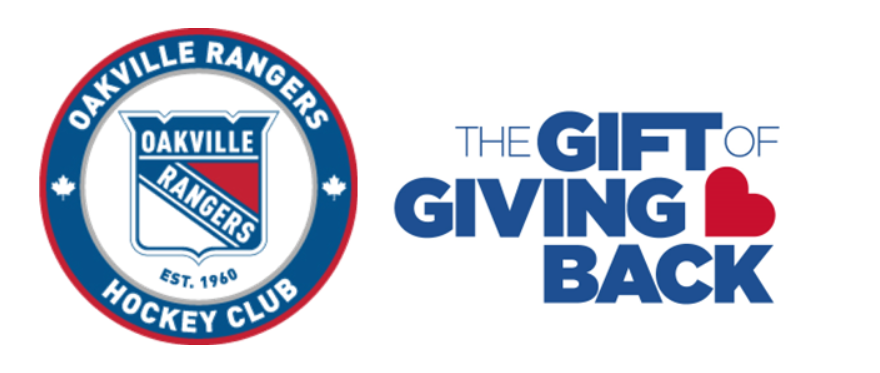 OAKVILLE RANGERS
OAKVILLE
RANGERS
EST. 1960
HOCKEY CLUB
THE GIFT OF
GIVING
BACK